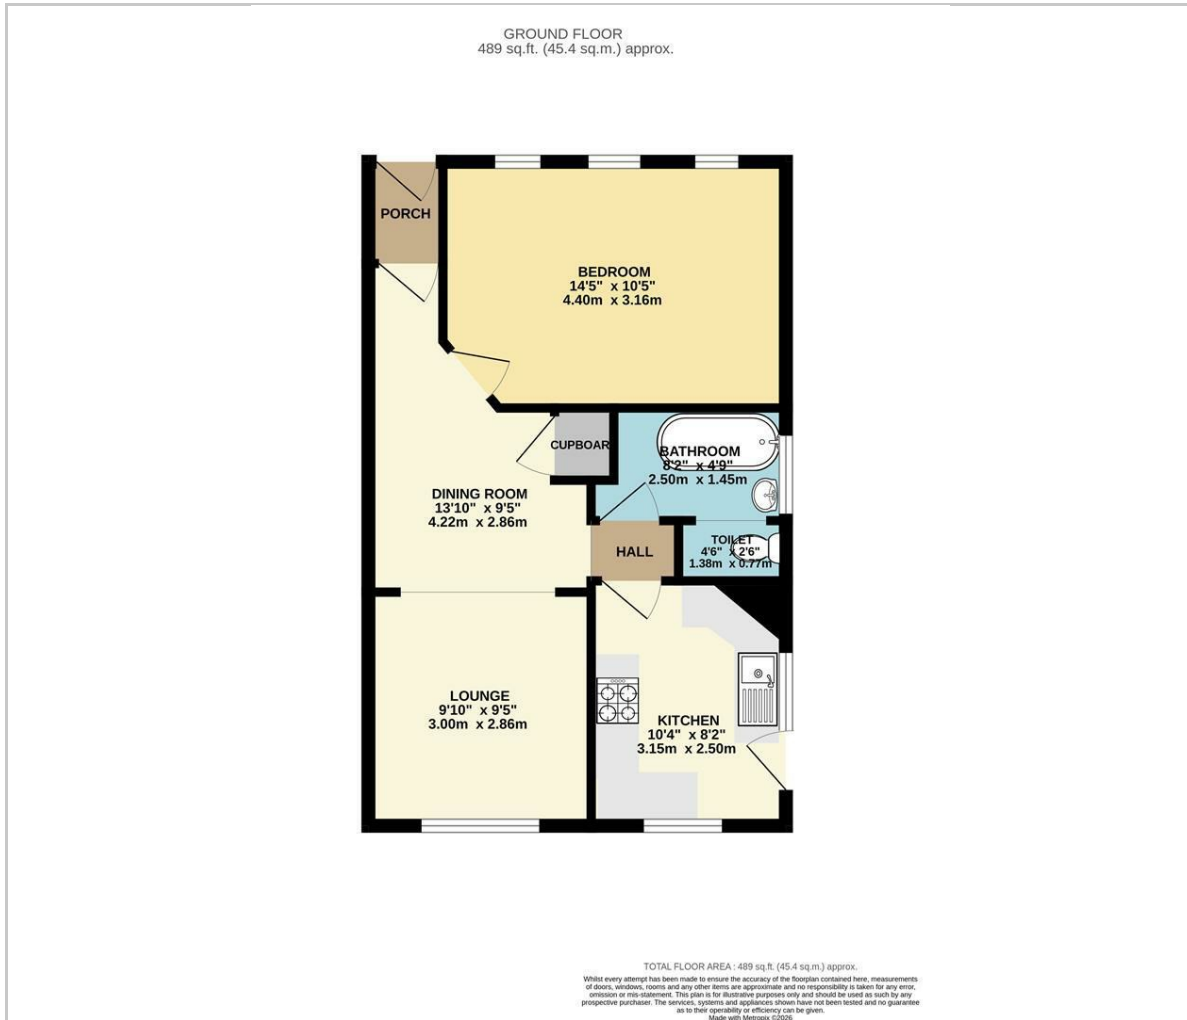 GROUND FLOOR
489 sq.ft. (45.4 sq.m.) approx.
PORCH
BEDROOM
14'5" x 10'5"
4.40m x 3.16m
CUPBOAR
BATHROOM
8'2" x 4'9"
2.50m x 1.45m
DINING ROOM
13'10" x 9'5"
4.22m x 2.86m
HALL
TOILET
4'6" x 2'6"
1.38m x 0.77m
LOUNGE
9'10" x 9'5"
3.00m x 2.86m
KITCHEN
10'4" x 8'2"
3.15m x 2.50m
TOTAL FLOOR AREA : 489 sq.ft. (45.4 sq.m.) approx.
Whilst every attempt has been made to ensure the accuracy of the floorplan contained here, measurements
of doors, windows, rooms and any other items are approximate and no responsibility is taken for any error,
omission or mis-statement. This plan is for illustrative purposes only and should be used as such by any
prospective purchaser. The services, systems and appliances shown have not been tested and no guarantee
as to their operability or efficiency can be given.
Made with Metropix ©2026